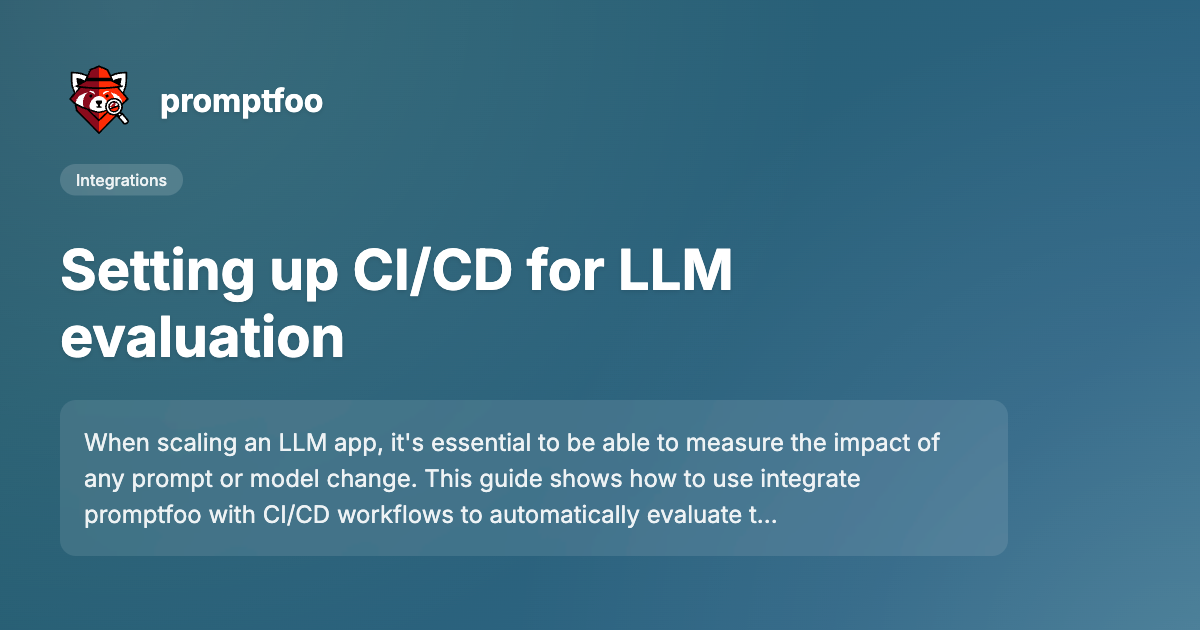 promptfoo
Integrations
Setting up CI/CD for LLM
evaluation
When scaling an LLM app, it's essential to be able to measure the impact of
any prompt or model change. This guide shows how to use integrate
promptfoo with CI/CD workflows to automatically evaluate t...